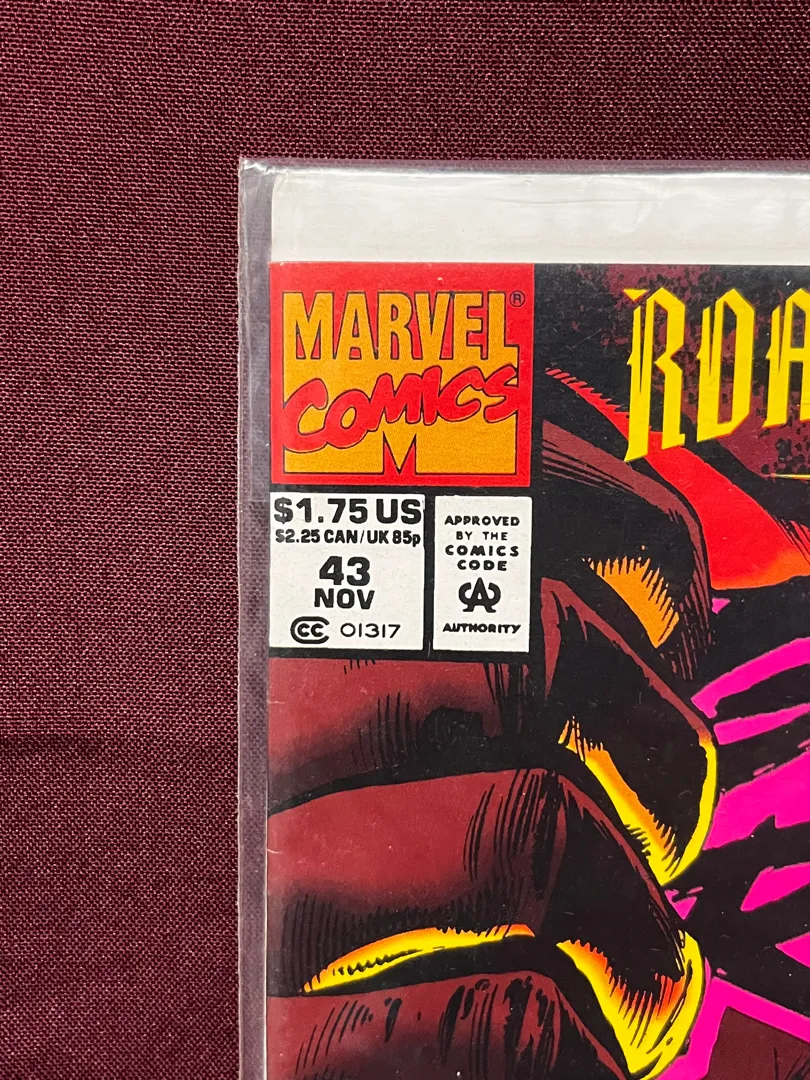 MARVEL®
COMICS
M
ROA
$1.75 US
$2.25 CAN/UK 85p
43
NOV
CC 01317
APPROVED
BY THE
COMICS
CODE
CA
AUTHORITY